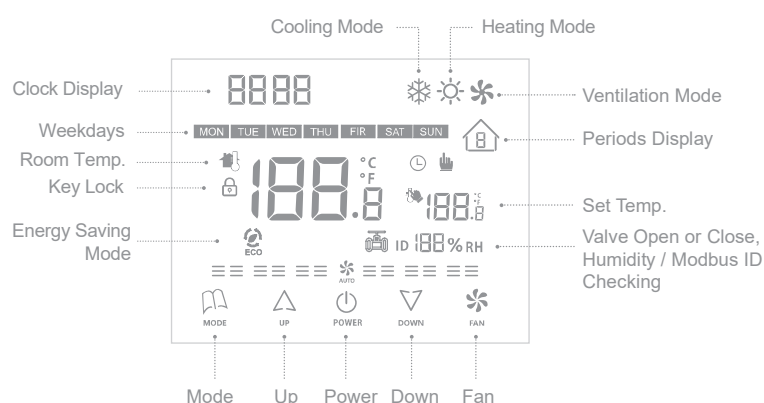 Cooling Mode Heating Mode
Clock Display 8888 Ventilation Mode
Weekdays MON TUE WED THU FIR SAT SUN
8 Periods Display
Room Temp. °C
188.8 °F
Key Lock
Set Temp. 188.8 °C °F
Energy Saving
Mode
ECO ID 188 % RH Valve Open or Close,
Humidity / Modbus ID
Checking
AUTO
MODE UP POWER DOWN FAN
Mode Up Power Down Fan